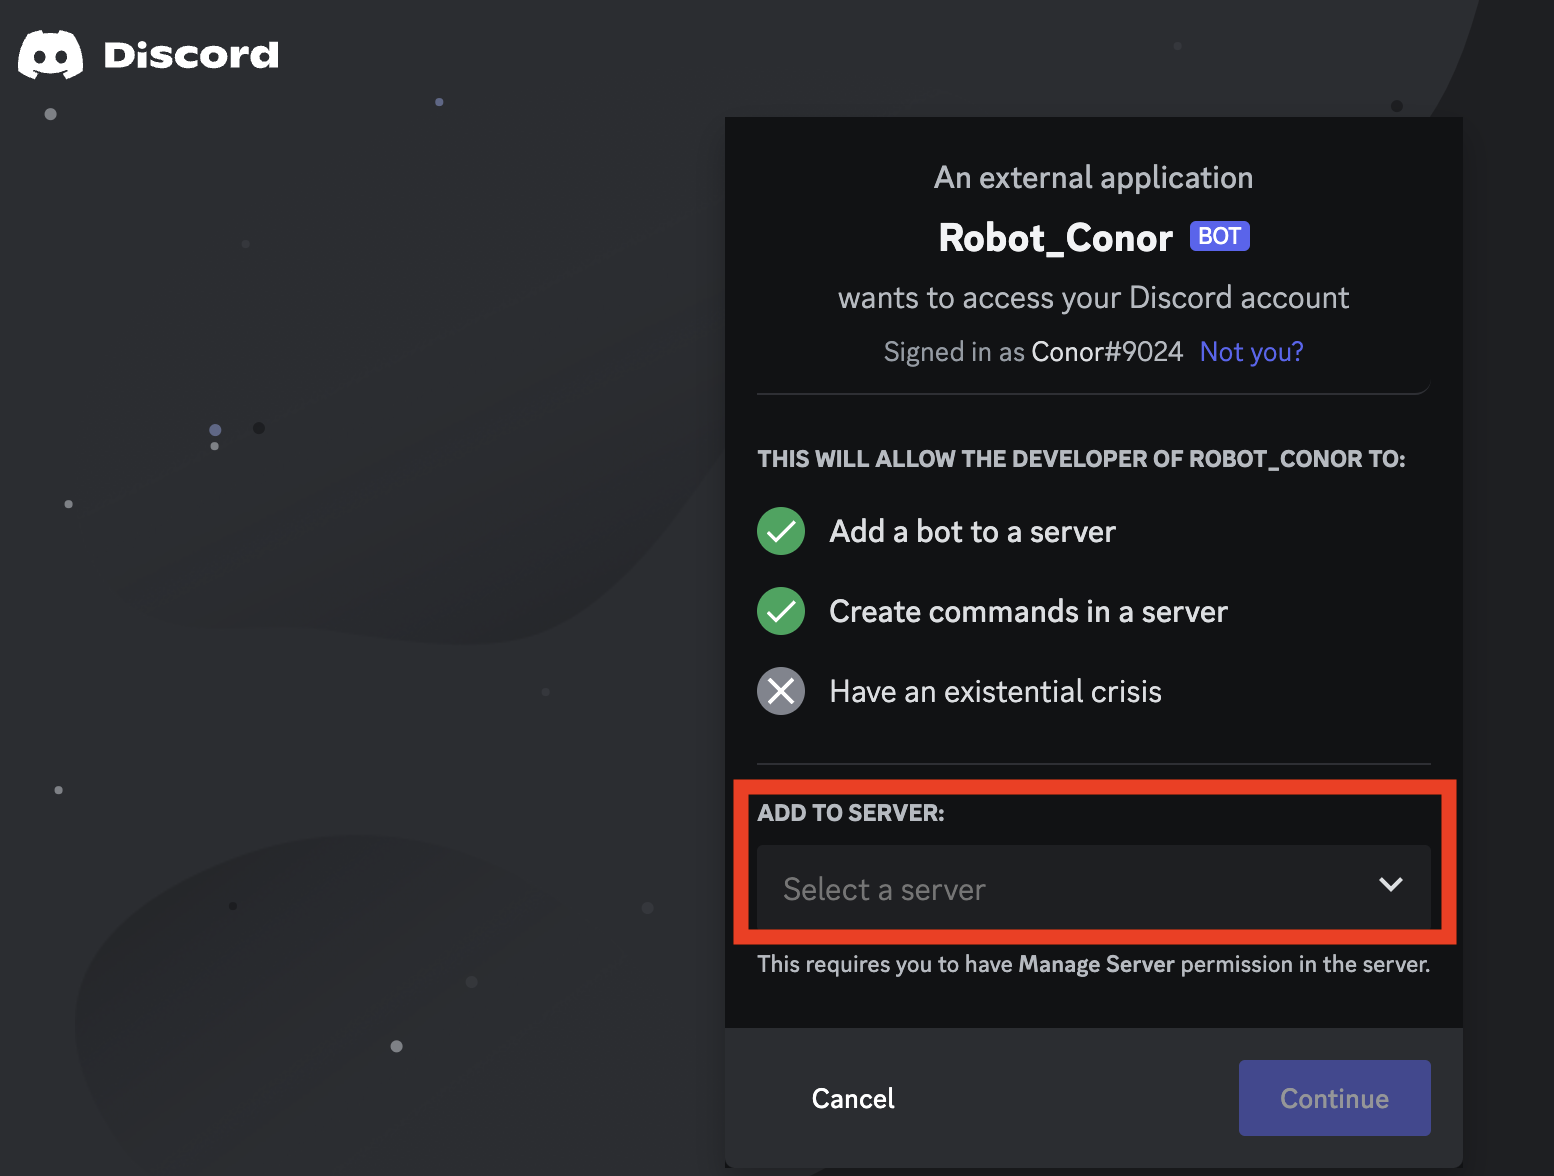 Discord
An external application
Robot_Conor BOT
wants to access your Discord account
Signed in as Conor#9024 Not you?
THIS WILL ALLOW THE DEVELOPER OF ROBOT_CONOR TO:
Add a bot to a server
Create commands in a server
Have an existential crisis
ADD TO SERVER:
Select a server
This requires you to have Manage Server permission in the server.
Cancel
Continue